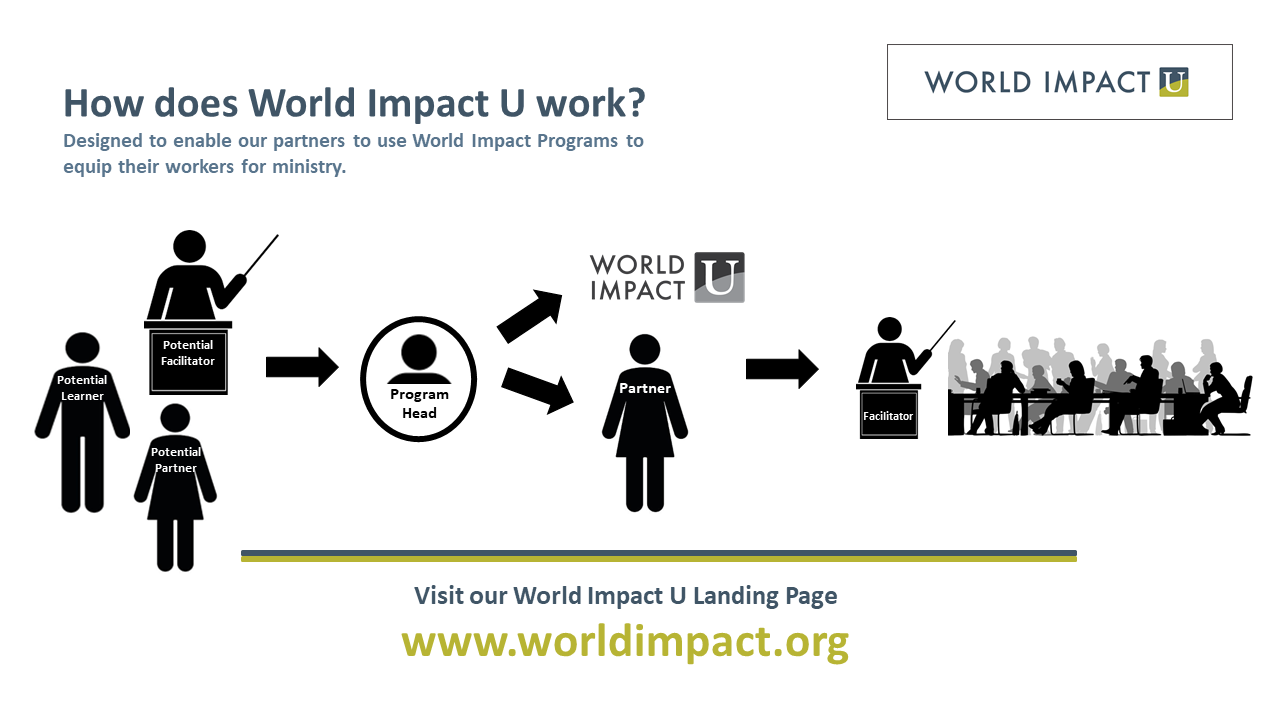 WORLD IMPACT U
How does World Impact U work?
Designed to enable our partners to use World Impact Programs to
equip their workers for ministry.
Potential
Facilitator
Potential
Learner
Potential
Partner
Program
Head
WORLD
IMPACT U
Partner
Facilitator
Visit our World Impact U Landing Page
www.worldimpact.org